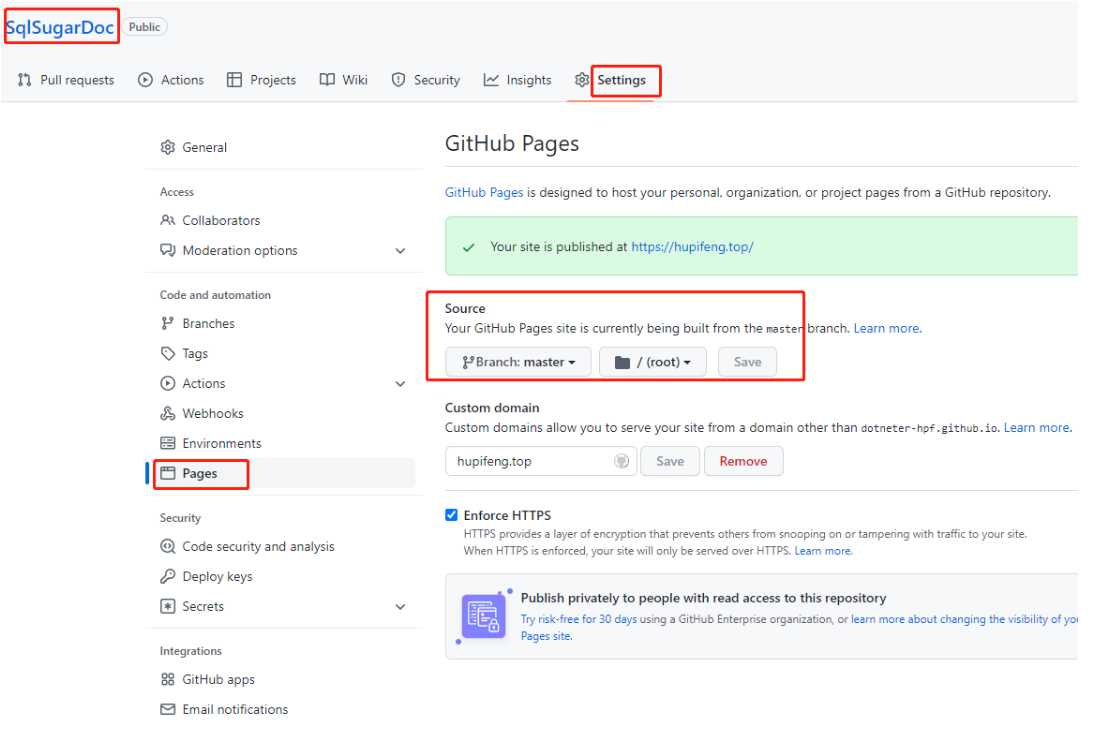 SqlSugarDoc Public
Pull requests Actions Projects Wiki Security Insights Settings
General
Access
Collaborators
Moderation options
Code and automation
Branches
Tags
Actions
Webhooks
Environments
Pages
Security
Code security and analysis
Deploy keys
Secrets
Integrations
GitHub apps
Email notifications
GitHub Pages
GitHub Pages is designed to host your personal, organization, or project pages from a GitHub repository.
Your site is published at https://hupifeng.top/
Source
Your GitHub Pages site is currently being built from the master branch. Learn more.
Branch: master / (root) Save
Custom domain
Custom domains allow you to serve your site from a domain other than dotneter-hpf.github.io. Learn more.
hupifeng.top Save Remove
Enforce HTTPS
HTTPS provides a layer of encryption that prevents others from snooping on or tampering with traffic to your site.
When HTTPS is enforced, your site will only be served over HTTPS. Learn more.
Publish privately to people with read access to this repository
Try risk-free for 30 days using a GitHub Enterprise organization, or learn more about changing the visibility of you
Pages site.